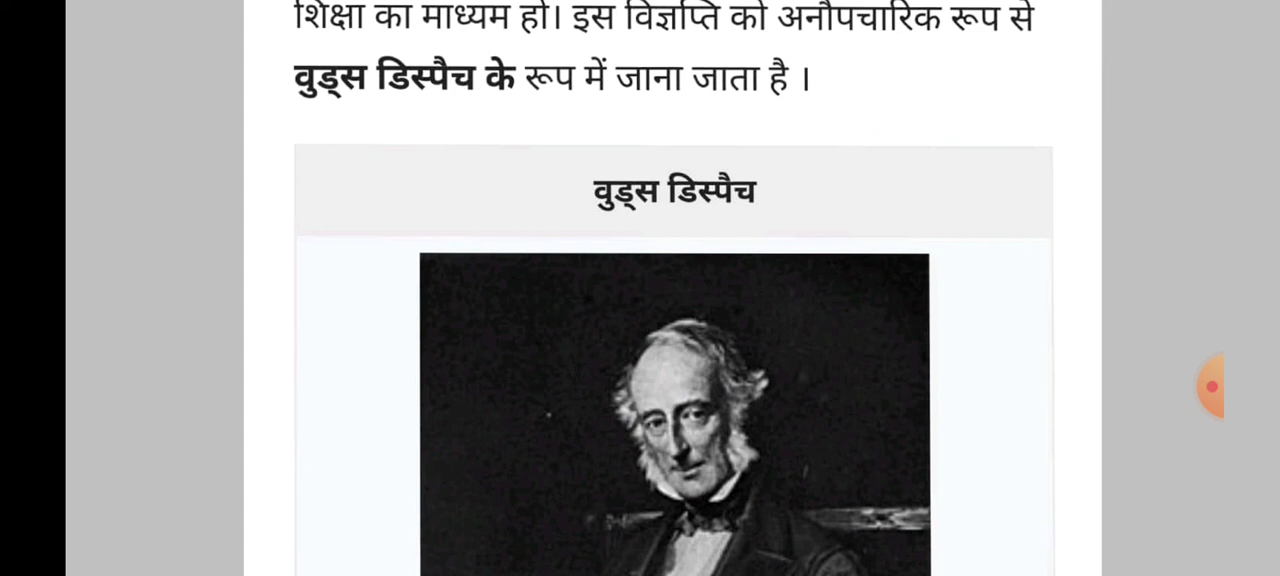 शिक्षा का माध्यम हो। इस विज्ञप्ति को अनौपचारिक रूप से
वुड्स डिस्पैच के रूप में जाना जाता है ।
वुड्स डिस्पैच